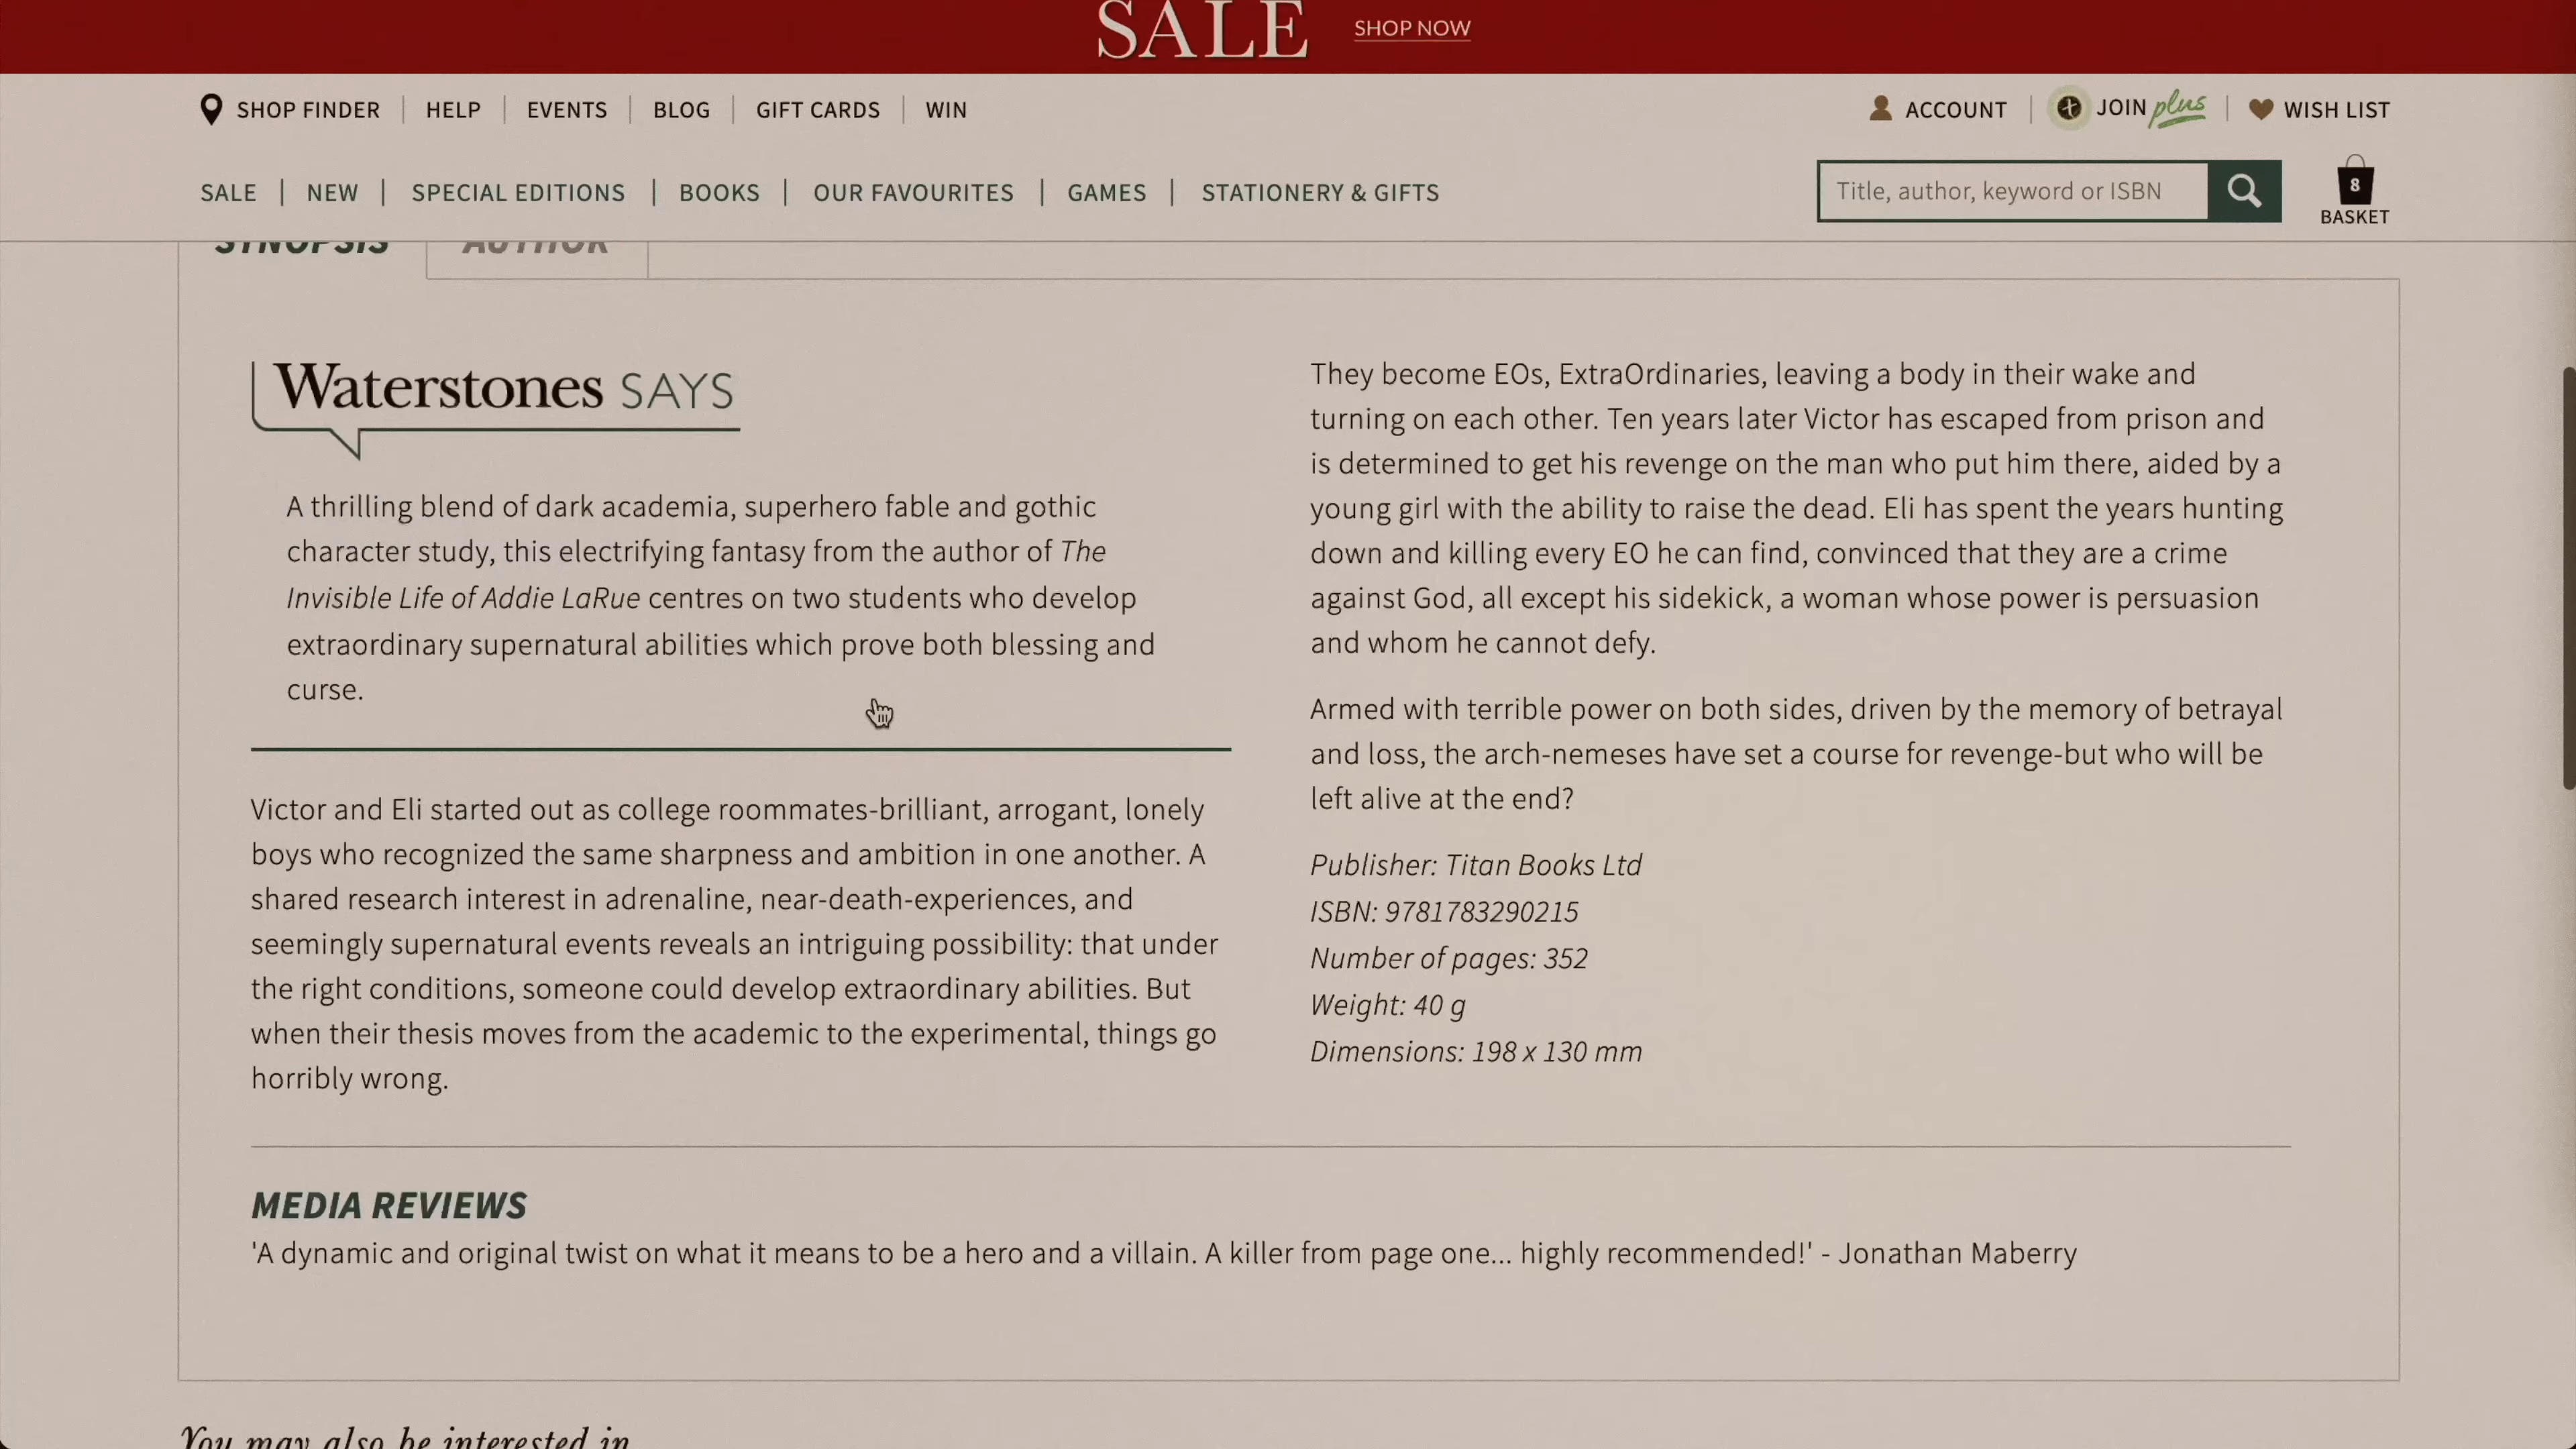 SALE SHOP NOW
SHOP FINDER HELP EVENTS BLOG GIFT CARDS WIN ACCOUNT JOIN plus WISH LIST
SALE NEW SPECIAL EDITIONS BOOKS OUR FAVOURITES GAMES STATIONERY & GIFTS Title, author, keyword or ISBN 8
BASKET
SYNOPSIS AUTHOR
Waterstones SAYS
A thrilling blend of dark academia, superhero fable and gothic
character study, this electrifying fantasy from the author of The
Invisible Life of Addie LaRue centres on two students who develop
extraordinary supernatural abilities which prove both blessing and
curse.
Victor and Eli started out as college roommates-brilliant, arrogant, lonely
boys who recognized the same sharpness and ambition in one another. A
shared research interest in adrenaline, near-death-experiences, and
seemingly supernatural events reveals an intriguing possibility: that under
the right conditions, someone could develop extraordinary abilities. But
when their thesis moves from the academic to the experimental, things go
horribly wrong.
They become EOs, ExtraOrdinaries, leaving a body in their wake and
turning on each other. Ten years later Victor has escaped from prison and
is determined to get his revenge on the man who put him there, aided by a
young girl with the ability to raise the dead. Eli has spent the years hunting
down and killing every EO he can find, convinced that they are a crime
against God, all except his sidekick, a woman whose power is persuasion
and whom he cannot defy.
Armed with terrible power on both sides, driven by the memory of betrayal
and loss, the arch-nemeses have set a course for revenge-but who will be
left alive at the end?
Publisher: Titan Books Ltd
ISBN: 9781783290215
Number of pages: 352
Weight: 40 g
Dimensions: 198 x 130 mm
MEDIA REVIEWS
'A dynamic and original twist on what it means to be a hero and a villain. A killer from page one... highly recommended!' - Jonathan Maberry
You may also be interested in